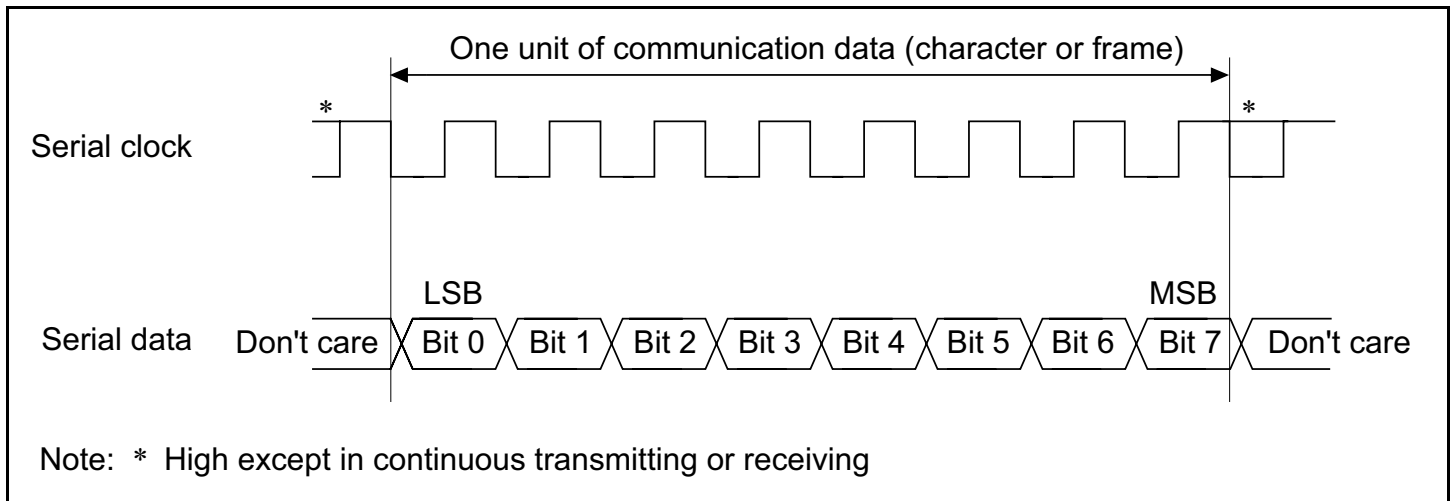 One unit of communication data (character or frame)
* *
Serial clock
LSB MSB
Serial data Don't care Bit 0 Bit 1 Bit 2 Bit 3 Bit 4 Bit 5 Bit 6 Bit 7 Don't care
Note: * High except in continuous transmitting or receiving